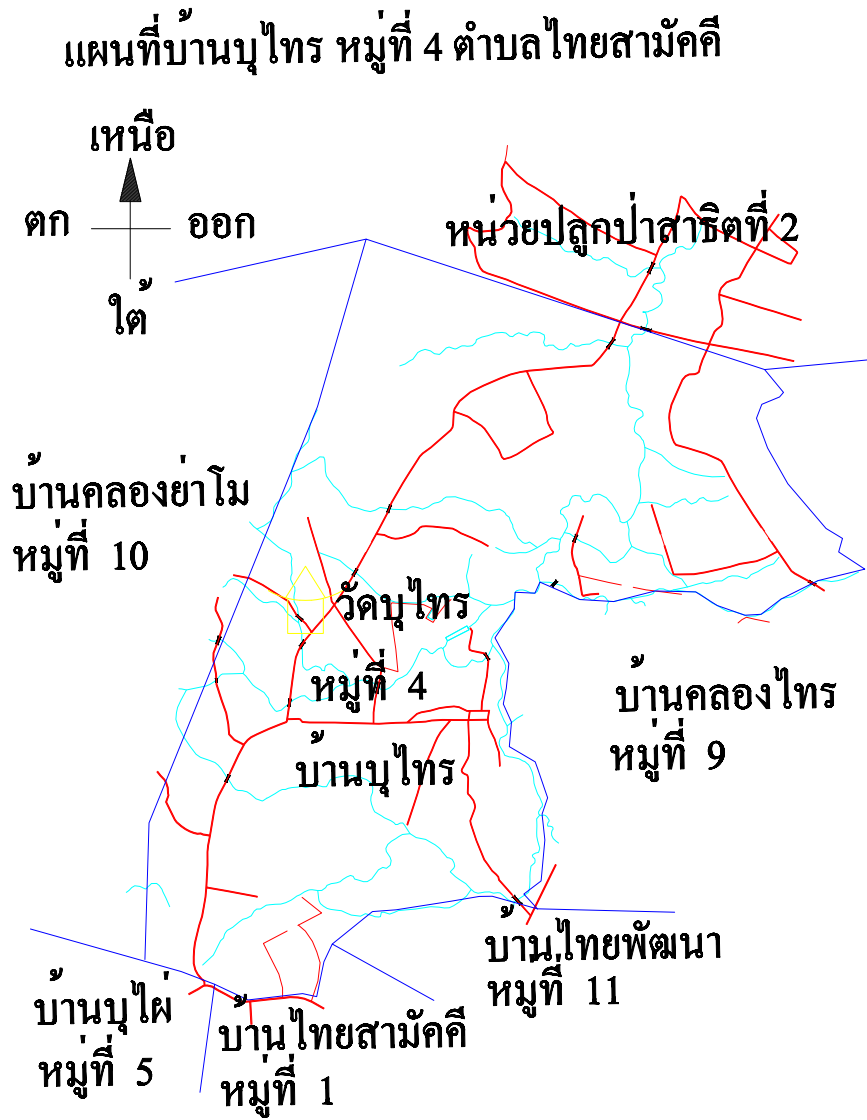 แผนที่บ้านบุไทร หมู่ที่ 4 ตำบลไทยสามัคคี
เหนือ
ตก ออก
ใต้
หน่วยปลูกป่าสาธิตที่ 2
บ้านคลองย่าโม
หมู่ที่ 10
วัดบุไทร
หมู่ที่ 4
บ้านบุไทร
บ้านคลองไทร
หมู่ที่ 9
บ้านไทยพัฒนา
หมู่ที่ 11
บ้านบุไผ่
หมู่ที่ 5
บ้านไทยสามัคคี
หมู่ที่ 1